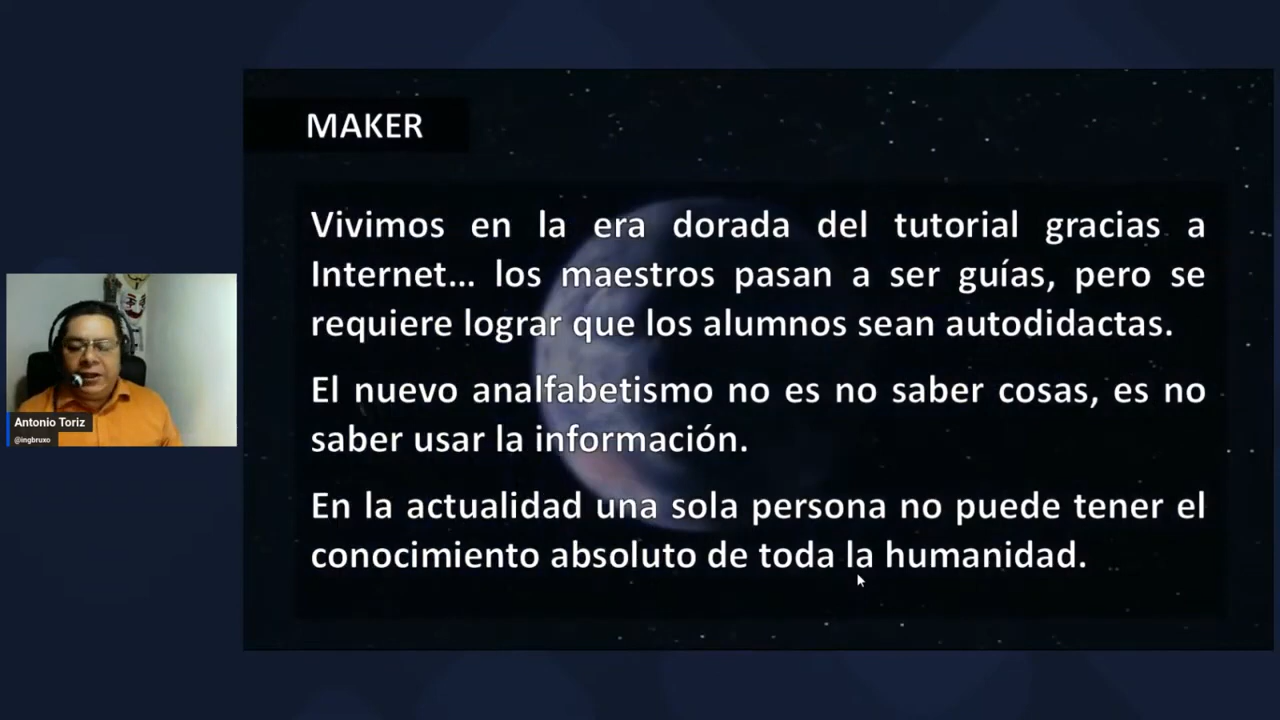 MAKER
Vivimos en la era dorada del tutorial gracias a
Internet... los maestros pasan a ser guías, pero se
requiere lograr que los alumnos sean autodidactas.
El nuevo analfabetismo no es no saber cosas, es no
saber usar la información.
En la actualidad una sola persona no puede tener el
conocimiento absoluto de toda la humanidad.
Antonio Toriz
@ingbruxo